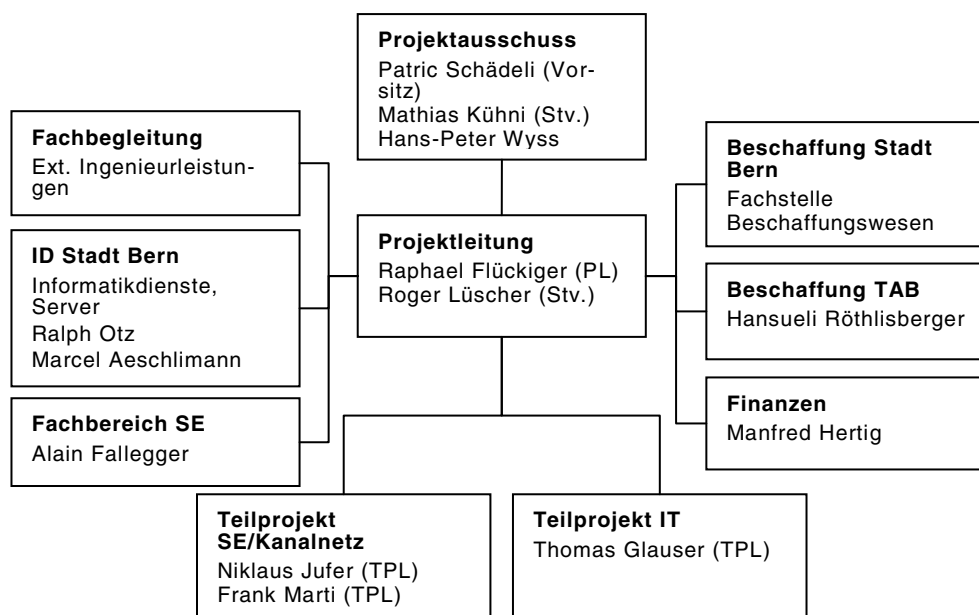 Projektausschuss
Patric Schädeli (Vor-
sitz)
Mathias Kühni (Stv.)
Hans-Peter Wyss
Fachbegleitung
Ext. Ingenieurleistun-
gen
ID Stadt Bern
Informatikdienste,
Server
Ralph Otz
Marcel Aeschlimann
Fachbereich SE
Alain Fallegger
Projektleitung
Raphael Flückiger (PL)
Roger Lüscher (Stv.)
Beschaffung Stadt
Bern
Fachstelle
Beschaffungswesen
Beschaffung TAB
Hansueli Röthlisberger
Finanzen
Manfred Hertig
Teilprojekt
SE/Kanalnetz
Niklaus Jufer (TPL)
Frank Marti (TPL)
Teilprojekt IT
Thomas Glauser (TPL)